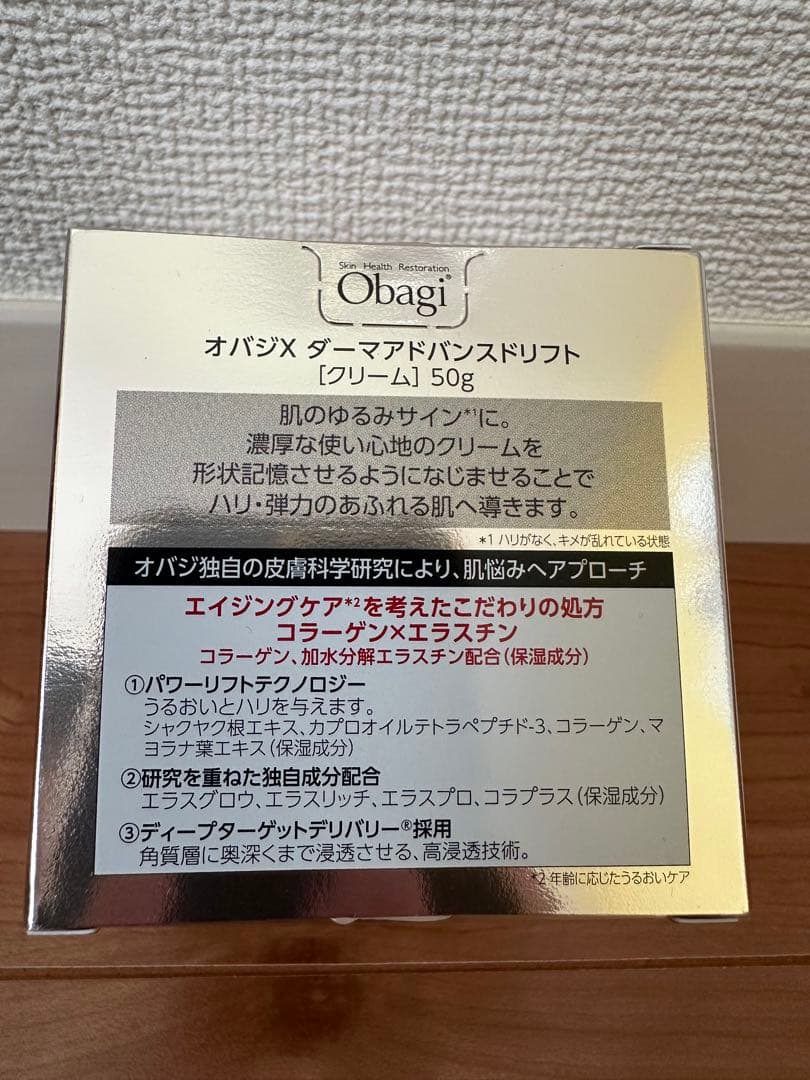 Skin Health Restoration
Obagi®
オバジX ダーマアドバンスドリフト
[クリーム] 50g
肌のゆるみサイン*1に。
濃厚な使い心地のクリームを
形状記憶させるようになじませることで
ハリ・弾力のあふれる肌へ導きます。
*1 ハリがなく、キメが乱れている状態
オバジ独自の皮膚科学研究により、肌悩みへアプローチ
エイジングケア*2を考えたこだわりの処方
コラーゲン×エラスチン
コラーゲン、加水分解エラスチン配合(保湿成分)
①パワーリフトテクノロジー
うるおいとハリを与えます。
シャクヤク根エキス、カプロオイルテトラペプチド-3、コラーゲン、マ
ヨラナ葉エキス(保湿成分)
②研究を重ねた独自成分配合
エラスグロウ、エラスリッチ、エラスプロ、コラプラス(保湿成分)
③ディープターゲットデリバリー®採用
角質層に奥深くまで浸透させる、高浸透技術。
*2 年齢に応じたうるおいケア